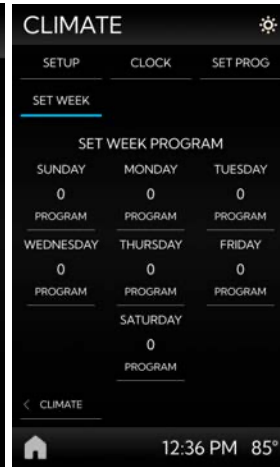 CLIMATE
SETUP CLOCK SET PROG
SET WEEK
SET WEEK PROGRAM
SUNDAY MONDAY TUESDAY
0 0 0
PROGRAM PROGRAM PROGRAM
WEDNESDAY THURSDAY FRIDAY
0 0 0
PROGRAM PROGRAM PROGRAM
SATURDAY
0
PROGRAM
< CLIMATE
12:36 PM 85°